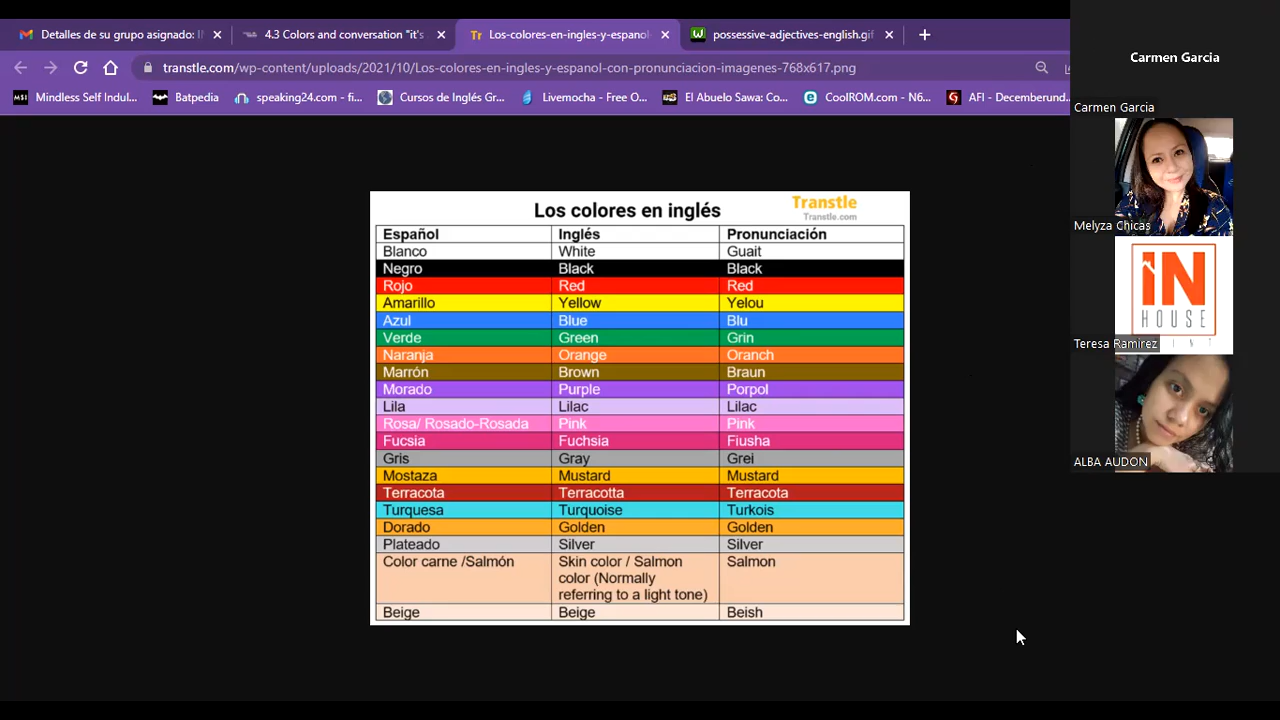 Detalles de su grupo asignado: I
4.3 Colors and conversation "it's
Los-colores-en-ingles-y-espanol-
possessive-adjectives-english.gif
transtle.com/wp-content/uploads/2021/10/Los-colores-en-ingles-y-espanol-con-pronunciacion-imagenes-768x617.png
Mindless Self Indul...
Batpedia
speaking24.com - fi...
Cursos de Inglés Gr...
Livemocha - Free O...
El Abuelo Sawa: Co...
CoolROM.com - N6...
AFI - Decemberund...
Los colores en inglés
Transtle
Transtle.com
Español Inglés Pronunciación
Blanco White Guait
Negro Black Black
Rojo Red Red
Amarillo Yellow Yelou
Azul Blue Blu
Verde Green Grin
Naranja Orange Oranch
Marrón Brown Braun
Morado Purple Porpol
Lila Lilac Lilac
Rosa/ Rosado-Rosada Pink Pink
Fucsia Fuchsia Fiusha
Gris Gray Grei
Mostaza Mustard Mustard
Terracota Terracotta Terracota
Turquesa Turquoise Turkois
Dorado Golden Golden
Plateado Silver Silver
Color carne /Salmón Skin color / Salmon Salmon
color (Normally
referring to a light tone)
Beige Beige Beish
Carmen Garcia
Carmen Garcia
Melyza Chicas
iN
HOUSE
Teresa Ramirez
ALBA AUDON